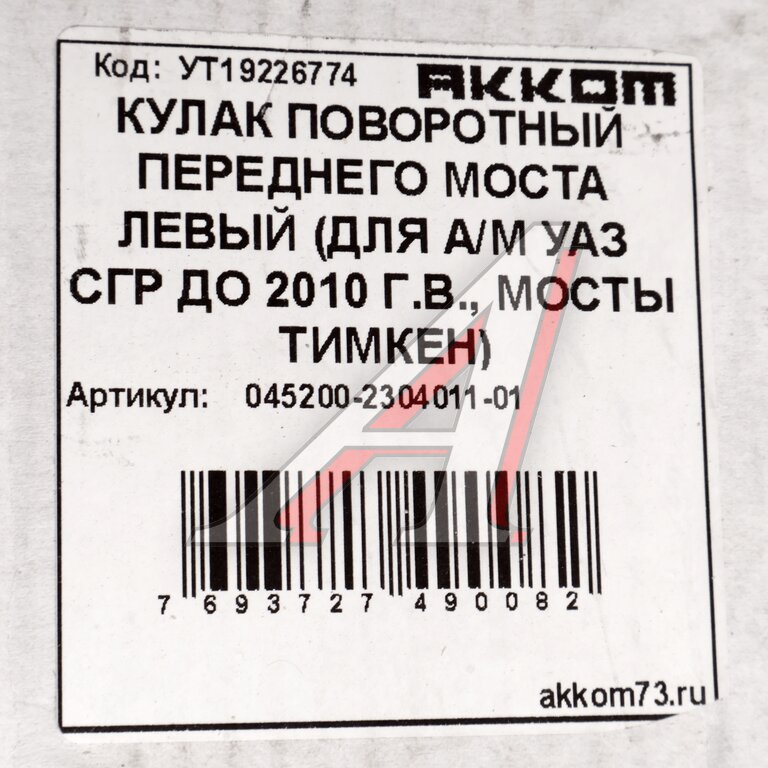 Код: УТ19226774 АККОМ
КУЛАК ПОВОРОТНЫЙ
ПЕРЕДНЕГО МОСТА
ЛЕВЫЙ (ДЛЯ А/М УАЗ
СГР ДО 2010 Г.В., МОСТЫ
ТИМКЕН)
Артикул: 045200-2304011-01
7 693727 490082
akkom73.ru